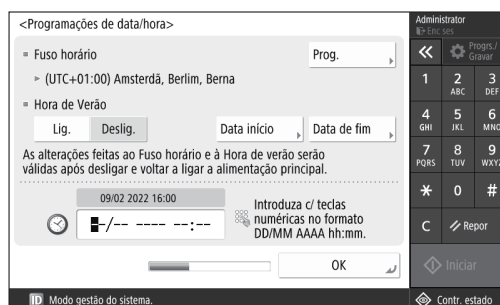 <Programações de data/hora>
Fuso horário
Prog.
(UTC+01:00) Amsterdã, Berlim, Berna
Hora de Verão
Lig.
Deslig.
Data início
Data de fim
As alterações feitas ao Fuso horário e à Hora de verão serão
válidas após desligar e voltar a ligar a alimentação principal.
09/02 2022 16:00
--/-- ---- --:--
Introduza c/ teclas
numéricas no formato
DD/MM AAAA hh:mm.
OK
ID Modo gestão do sistema.
Administrator
Enc ses
Progrs./
Gravar
1
2
ABC
3
DEF
4
GHI
5
JKL
6
MNO
7
PQRS
8
TUV
9
WXYZ
0
#
C
Repor
Iniciar
Contr. estado